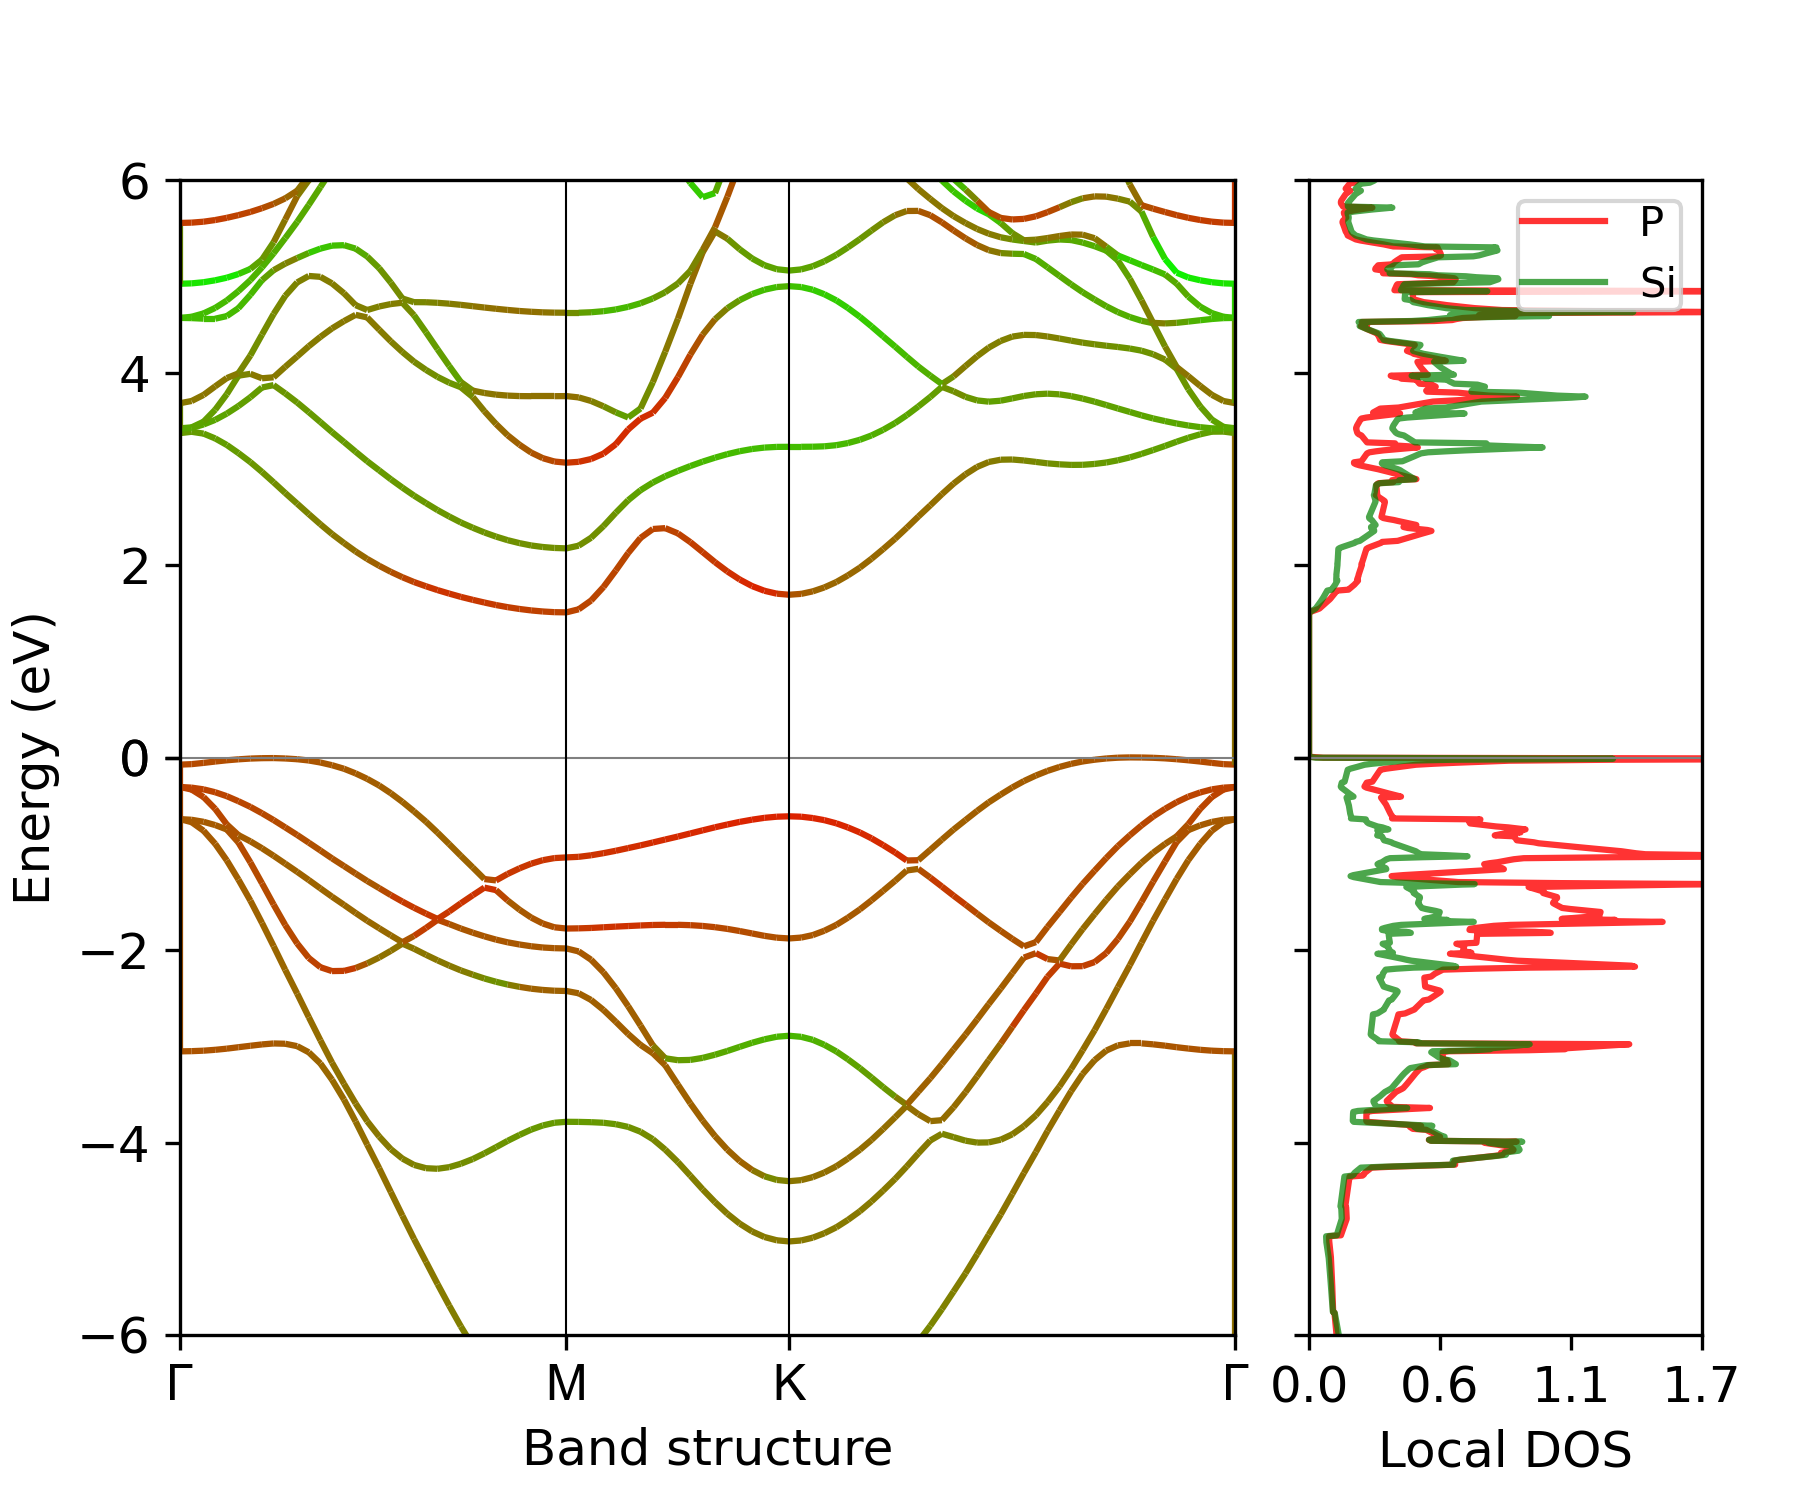 Energy (eV)
6
4
2
0
−2
−4
−6
Γ M K Γ
Band structure
P
Si
0.0 0.6 1.1 1.7
Local DOS